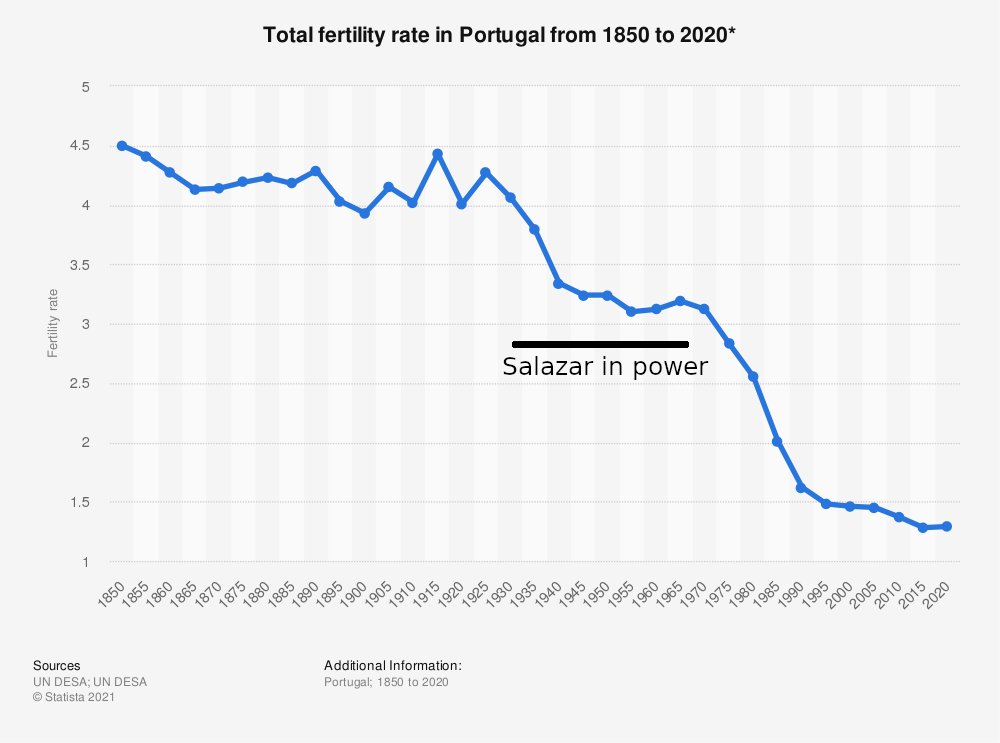 Total fertility rate in Portugal from 1850 to 2020*
5
4.5
4
3.5
3
2.5
2
1.5
1
Fertility rate
Salazar in power
1850 1855 1860 1865 1870 1875 1880 1885 1890 1895 1900 1905 1910 1915 1920 1925 1930 1935 1940 1945 1950 1955 1960 1965 1970 1975 1980 1985 1990 1995 2000 2005 2010 2015 2020
Sources
UN DESA; UN DESA
© Statista 2021
Additional Information:
Portugal; 1850 to 2020